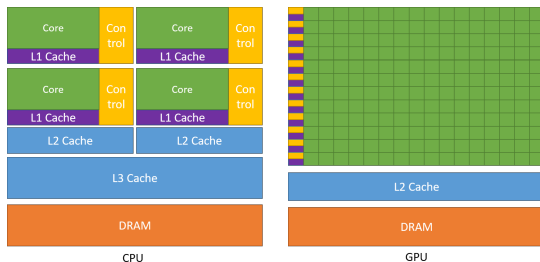 Core
Con
trol
L1 Cache
Core
Con
trol
L1 Cache
Core
Con
trol
L1 Cache
Core
Con
trol
L1 Cache
L2 Cache
L2 Cache
L3 Cache
DRAM
CPU
L2 Cache
DRAM
GPU